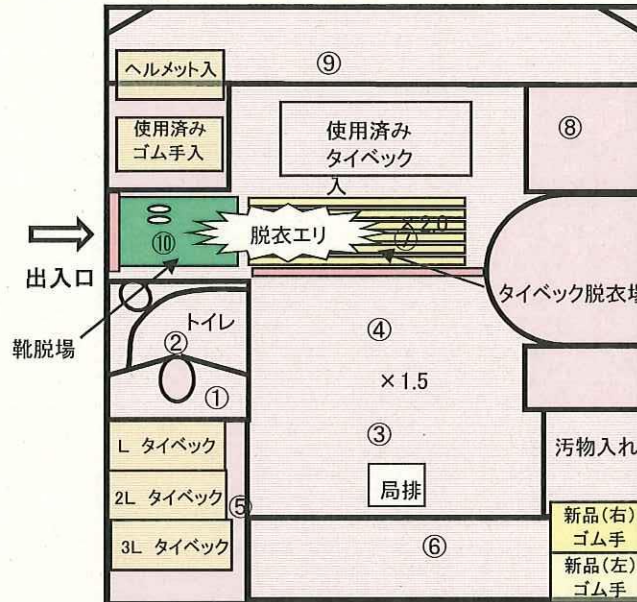 ⑨
ヘルメット入
使用済み
ゴム手入
使用済み
タイベック
入
⑧
⑩
脱衣エリ
⑦
×2.0
出入口
タイベック脱衣場
靴脱場
トイレ
②
①
④
×1.5
③
局排
L タイベック
2L タイベック
3L タイベック
⑤
⑥
汚物入れ
新品(右)
ゴム手
新品(左)
ゴム手